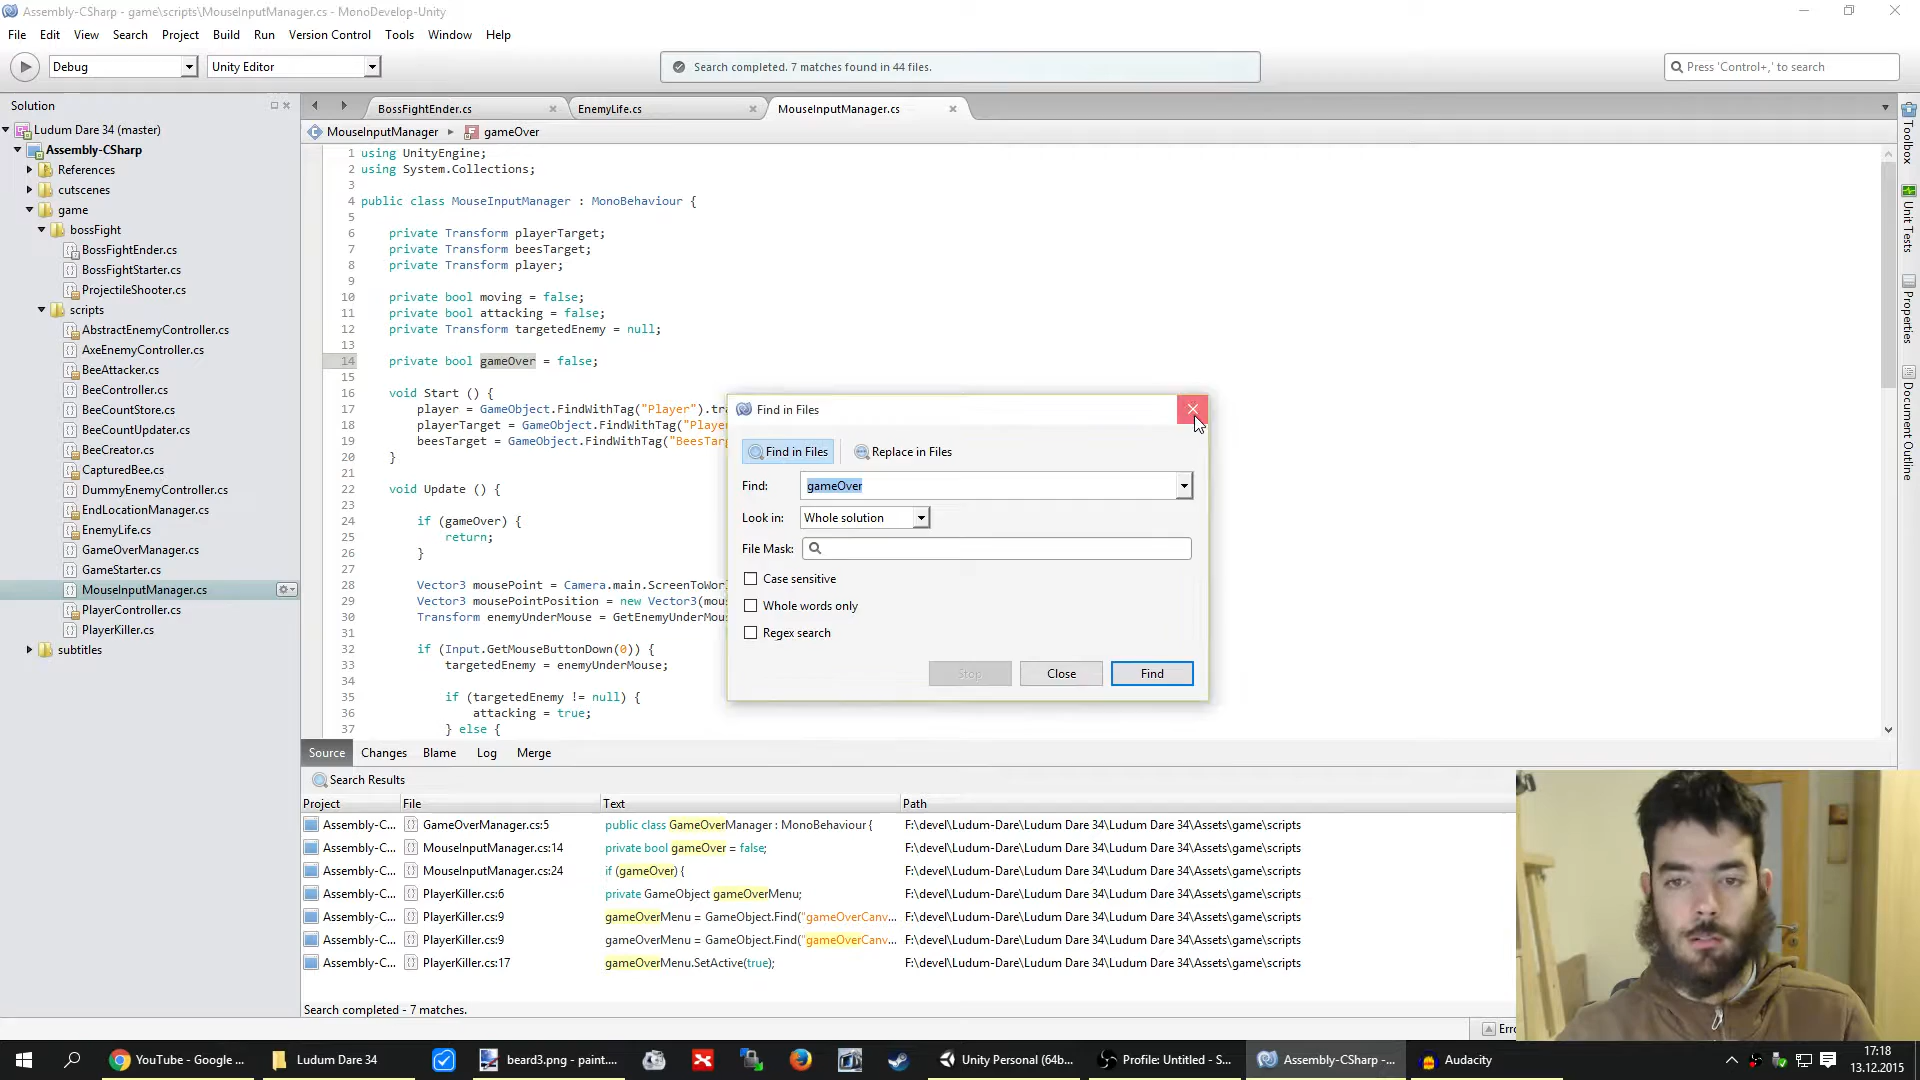 Assembly-CSharp - game\scripts\MouseInputManager.cs - MonoDevelop-Unity
File Edit View Search Project Build Run Version Control Tools Window Help
Debug Unity Editor Search completed. 7 matches found in 44 files. Press 'Control+,' to search
Solution
BossFightEnder.cs EnemyLife.cs MouseInputManager.cs
MouseInputManager gameOver
Ludum Dare 34 (master)
Assembly-CSharp
References
cutscenes
game
bossFight
BossFightEnder.cs
BossFightStarter.cs
ProjectileShooter.cs
scripts
AbstractEnemyController.cs
AxeEnemyController.cs
BeeAttacker.cs
BeeController.cs
BeeCountStore.cs
BeeCountUpdater.cs
BeeCreator.cs
CapturedBee.cs
DummyEnemyController.cs
EndLocationManager.cs
EnemyLife.cs
GameOverManager.cs
GameStarter.cs
MouseInputManager.cs
PlayerController.cs
PlayerKiller.cs
subtitles
1 using UnityEngine;
2 using System.Collections;
3
4 public class MouseInputManager : MonoBehaviour {
5
6 private Transform playerTarget;
7 private Transform beesTarget;
8 private Transform player;
9
10 private bool moving = false;
11 private bool attacking = false;
12 private Transform targetedEnemy = null;
13
14 private bool gameOver = false;
15
16 void Start () {
17 player = GameObject.FindWithTag("Player").tra
18 playerTarget = GameObject.FindWithTag("Playe
19 beesTarget = GameObject.FindWithTag("BeesTar
20 }
21
22 void Update () {
23
24 if (gameOver) {
25 return;
26 }
27
28 Vector3 mousePoint = Camera.main.ScreenToWorl
29 Vector3 mousePointPosition = new Vector3(mous
30 Transform enemyUnderMouse = GetEnemyUnderMous
31
32 if (Input.GetMouseButtonDown(0)) {
33 targetedEnemy = enemyUnderMouse;
34
35 if (targetedEnemy != null) {
36 attacking = true;
37 } else {
Find in Files
Find in Files Replace in Files
Find: gameOver
Look in: Whole solution
File Mask:
Case sensitive
Whole words only
Regex search
Stop Close Find
Toolbox
Unit Tests
Properties
Document Outline
Source Changes Blame Log Merge
Search Results
Project File Text Path
Assembly-C... GameOverManager.cs:5 public class GameOverManager : MonoBehaviour { F:\devel\Ludum-Dare\Ludum Dare 34\Ludum Dare 34\Assets\game\scripts
Assembly-C... MouseInputManager.cs:14 private bool gameOver = false; F:\devel\Ludum-Dare\Ludum Dare 34\Ludum Dare 34\Assets\game\scripts
Assembly-C... MouseInputManager.cs:24 if (gameOver) { F:\devel\Ludum-Dare\Ludum Dare 34\Ludum Dare 34\Assets\game\scripts
Assembly-C... PlayerKiller.cs:6 private GameObject gameOverMenu; F:\devel\Ludum-Dare\Ludum Dare 34\Ludum Dare 34\Assets\game\scripts
Assembly-C... PlayerKiller.cs:9 gameOverMenu = GameObject.Find("gameOverCanv... F:\devel\Ludum-Dare\Ludum Dare 34\Ludum Dare 34\Assets\game\scripts
Assembly-C... PlayerKiller.cs:9 gameOverMenu = GameObject.Find("gameOverCanv... F:\devel\Ludum-Dare\Ludum Dare 34\Ludum Dare 34\Assets\game\scripts
Assembly-C... PlayerKiller.cs:17 gameOverMenu.SetActive(true); F:\devel\Ludum-Dare\Ludum Dare 34\Ludum Dare 34\Assets\game\scripts
Search completed - 7 matches.
Erro
YouTube - Google ... Ludum Dare 34 beard3.png - paint.... Unity Personal (64b... Profile: Untitled - S... Assembly-CSharp -... Audacity
17:18
13.12.2015